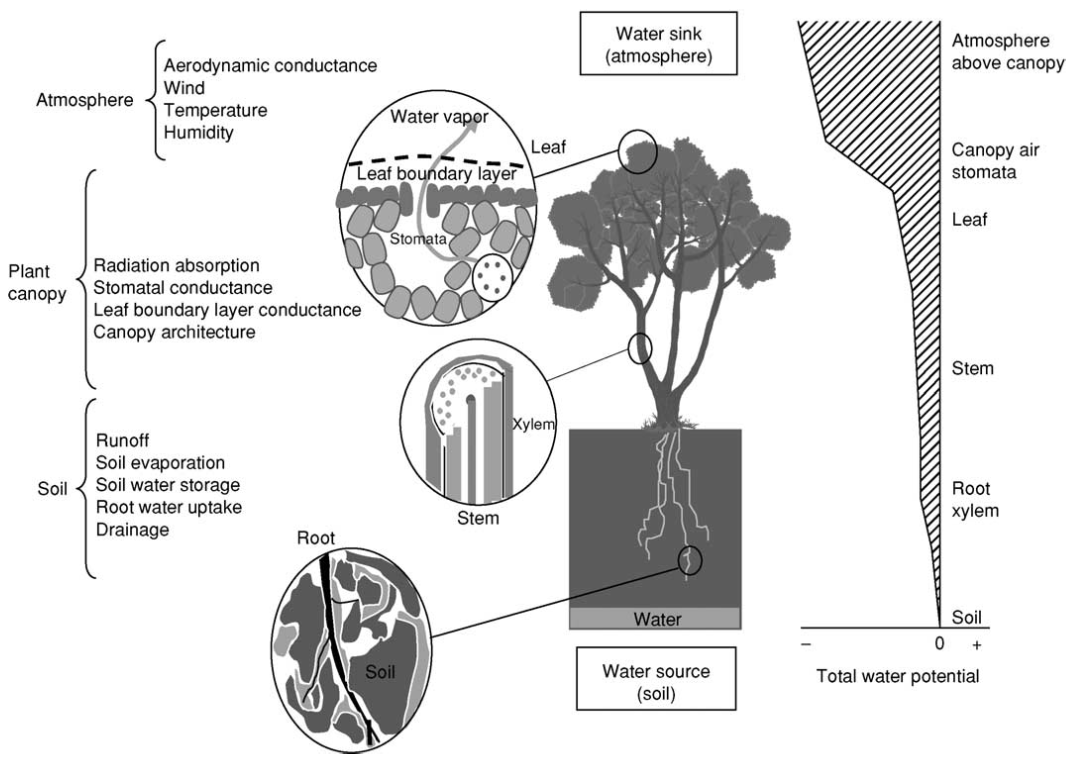 Atmosphere
Aerodynamic conductance
Wind
Temperature
Humidity
Plant
canopy
Radiation absorption
Stomatal conductance
Leaf boundary layer conductance
Canopy architecture
Soil
Runoff
Soil evaporation
Soil water storage
Root water uptake
Drainage
Water vapor
Leaf boundary layer
Stomata
Leaf
Xylem
Stem
Root
Soil
Water sink
(atmosphere)
Water
Water source
(soil)
Atmosphere
above canopy
Canopy air
stomata
Leaf
Stem
Root
xylem
Soil
– 0 +
Total water potential